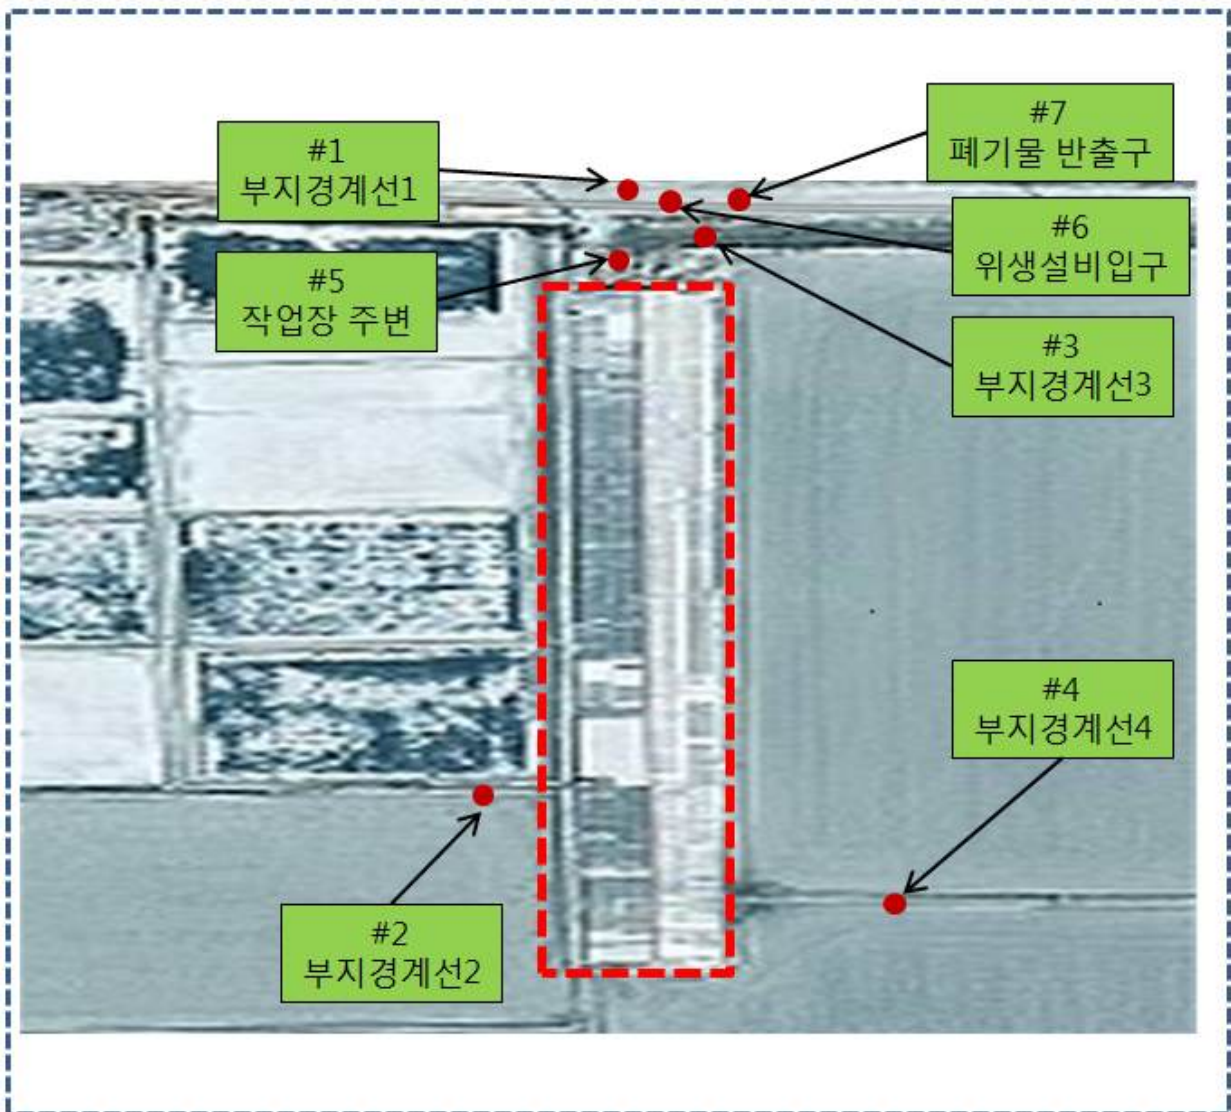 #7
폐기물 반출구
#1
부지경계선1
#6
위생설비입구
#5
작업장 주변
#3
부지경계선3
#4
부지경계선4
#2
부지경계선2